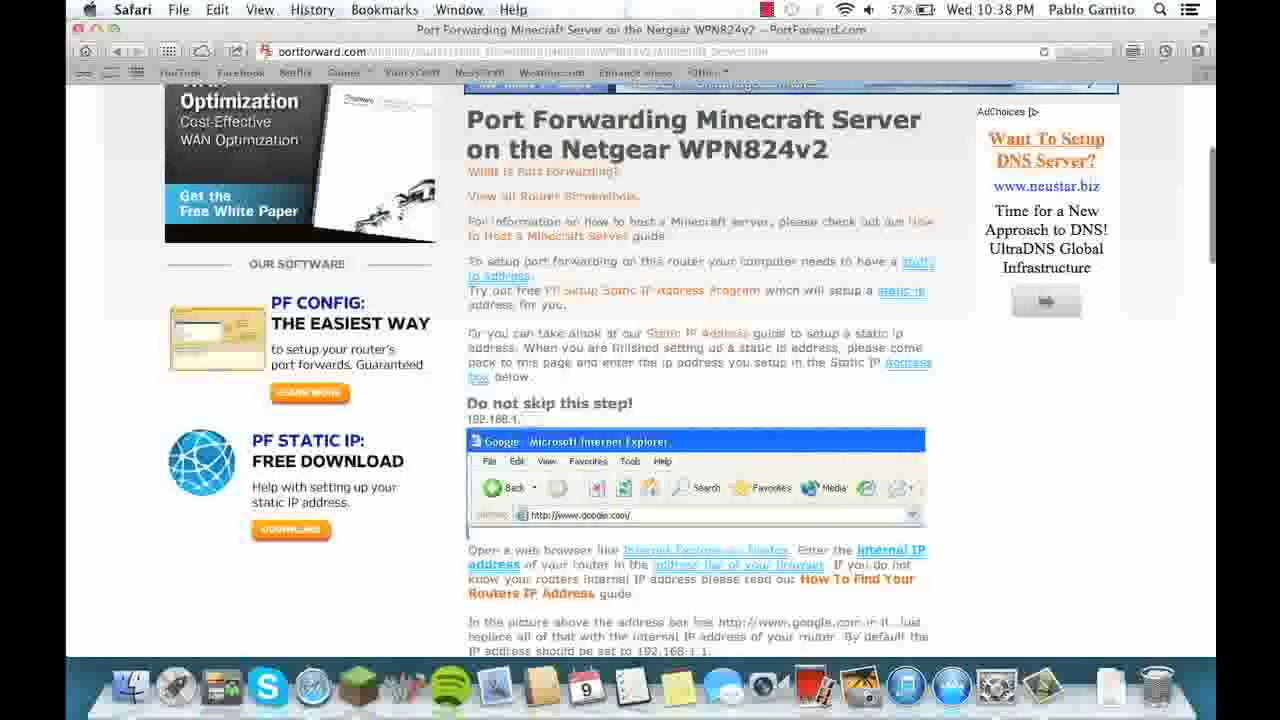 Safari File Edit View History Bookmarks Window Help 57% Wed 10:38 PM Pablo Gamito
Port Forwarding Minecraft Server on the Netgear WPN824v2 – PortForward.com
portforward.com
YouTube Facebook Netflix
Optimization
Cost-Effective
WAN Optimization
Get the
Free White Paper
OUR SOFTWARE
PF CONFIG:
THE EASIEST WAY
to setup your router's
port forwards. Guaranteed
LEARN MORE
PF STATIC IP:
FREE DOWNLOAD
Help with setting up your
static IP address.
DOWNLOAD
Port Forwarding Minecraft Server
on the Netgear WPN824v2
What is Port Forwarding?
View all Router Screenshots.
For information on how to host a Minecraft server, please check out our How
to Host a Minecraft Server guide.
To setup port forwarding on this router your computer needs to have a static
ip address.
Try out free PF Setup Static IP Address Program which will setup a static ip
address for you.
Or you can take alook at our Static IP Address guide to setup a static ip
address. When you are finished setting up a static ip address, please come
back to this page and enter the ip address you setup in the Static IP Address
box below.
Do not skip this step!
192.168.1.
Google - Microsoft Internet Explorer
File Edit View Favorites Tools Help
Back Search Favorites Media
http://www.google.com/
Open a web browser like Internet Explorer or Firefox. Enter the internal IP
address of your router in the address bar of your browser. If you do not
know your routers internal IP address please read our How To Find Your
Routers IP Address guide.
In the picture above the address bar has http://www.google.com in it. Just
replace all of that with the internal IP address of your router. By default the
IP address should be set to 192.168.1.1.
AdChoices
Want To Setup
DNS Server?
www.neustar.biz
Time for a New
Approach to DNS!
UltraDNS Global
Infrastructure
9